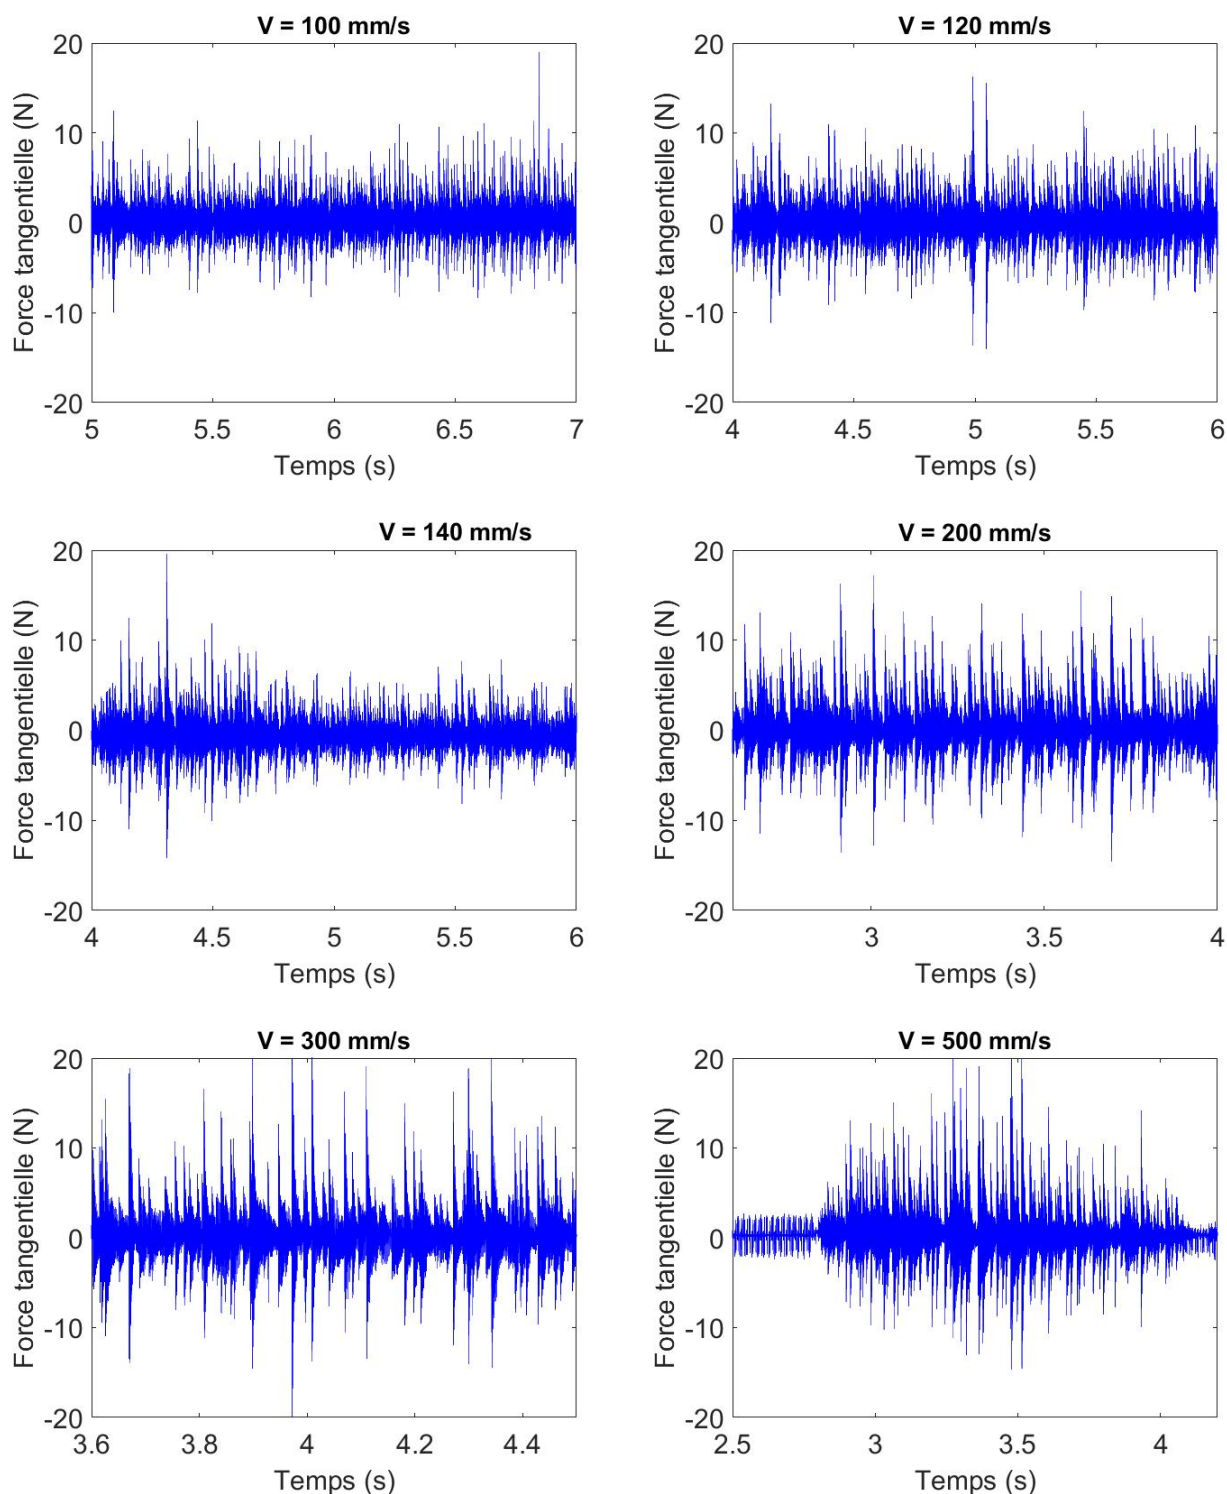 V = 100 mm/s
Force tangentielle (N)
20
10
0
-10
-20
5 5.5 6 6.5 7
Temps (s)
V = 120 mm/s
Force tangentielle (N)
20
10
0
-10
-20
4 4.5 5 5.5 6
Temps (s)
V = 140 mm/s
Force tangentielle (N)
20
10
0
-10
-20
4 4.5 5 5.5 6
Temps (s)
V = 200 mm/s
Force tangentielle (N)
20
10
0
-10
-20
3 3.5 4
Temps (s)
V = 300 mm/s
Force tangentielle (N)
20
10
0
-10
-20
3.6 3.8 4 4.2 4.4
Temps (s)
V = 500 mm/s
Force tangentielle (N)
20
10
0
-10
-20
2.5 3 3.5 4
Temps (s)